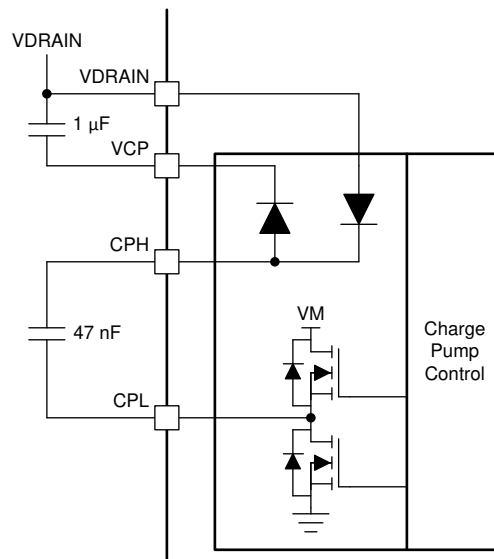 VDRAIN
VDRAIN
1 µF
VCP
CPH
47 nF
VM
Charge
Pump
Control
CPL